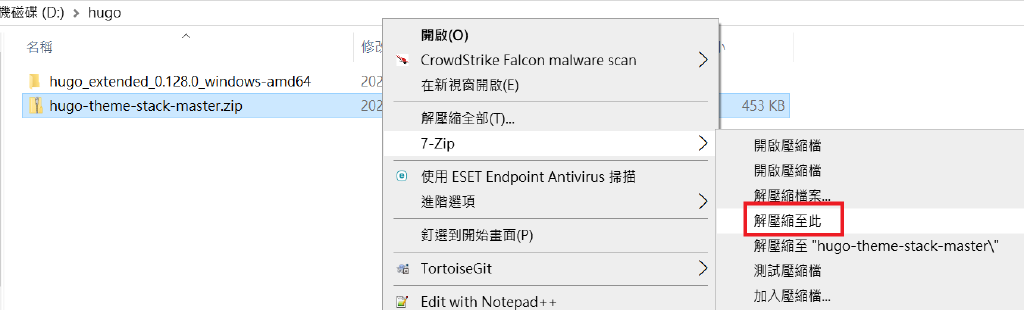 機磁碟 (D:) > hugo
名稱
修改
hugo_extended_0.128.0_windows-amd64
202
hugo-theme-stack-master.zip
202
453 KB
開啟(O)
CrowdStrike Falcon malware scan
在新視窗開啟(E)
解壓縮全部(T)...
7-Zip
使用 ESET Endpoint Antivirus 掃描
進階選項
釘選到開始畫面(P)
TortoiseGit
Edit with Notepad++
開啟壓縮檔
開啟壓縮檔
解壓縮檔案...
解壓縮至此
解壓縮至 "hugo-theme-stack-master\"
測試壓縮檔
加入壓縮檔...